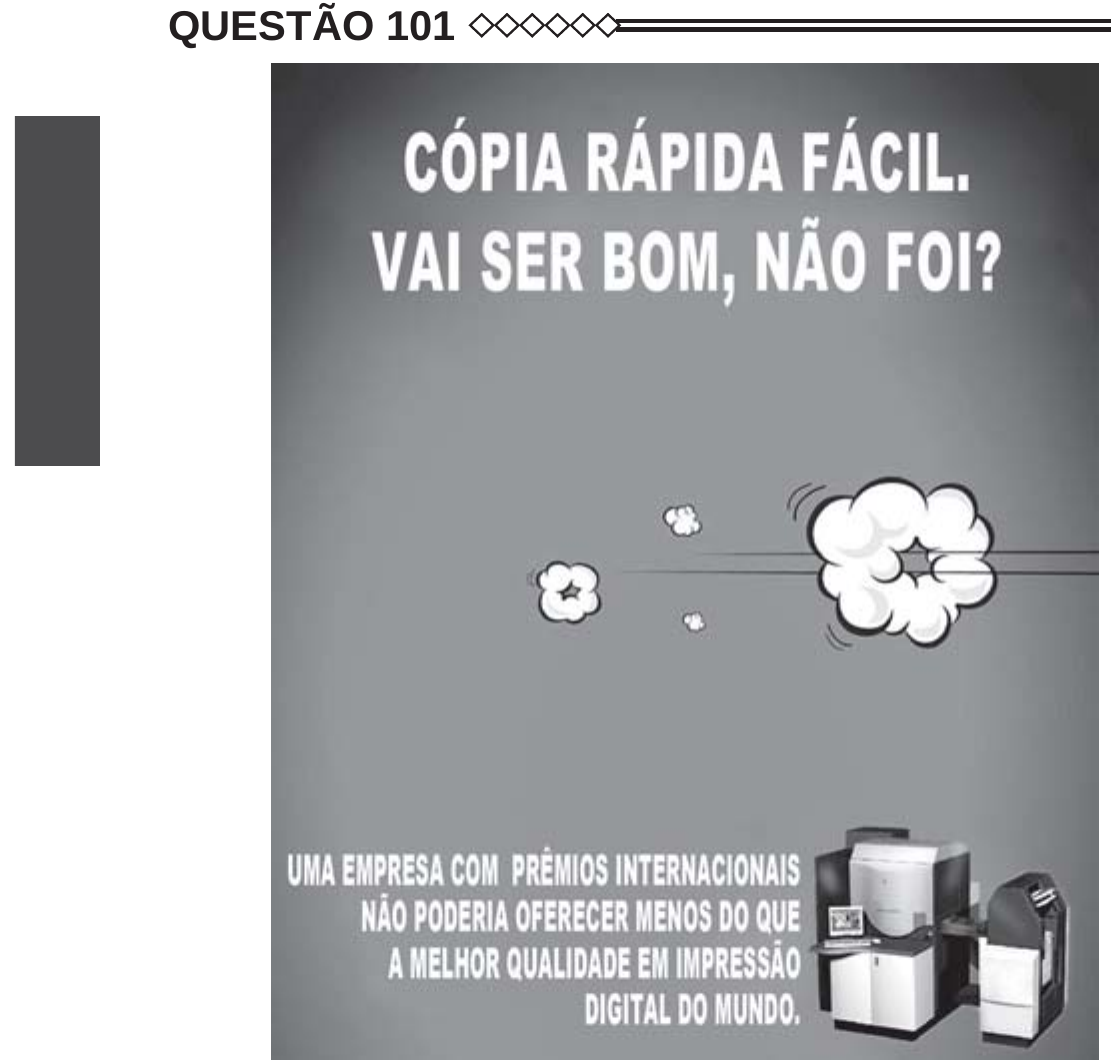 QUESTÃO 101
CÓPIA RÁPIDA FÁCIL.
VAI SER BOM, NÃO FOI?
UMA EMPRESA COM PRÊMIOS INTERNACIONAIS
NÃO PODERIA OFERECER MENOS DO QUE
A MELHOR QUALIDADE EM IMPRESSÃO
DIGITAL DO MUNDO.